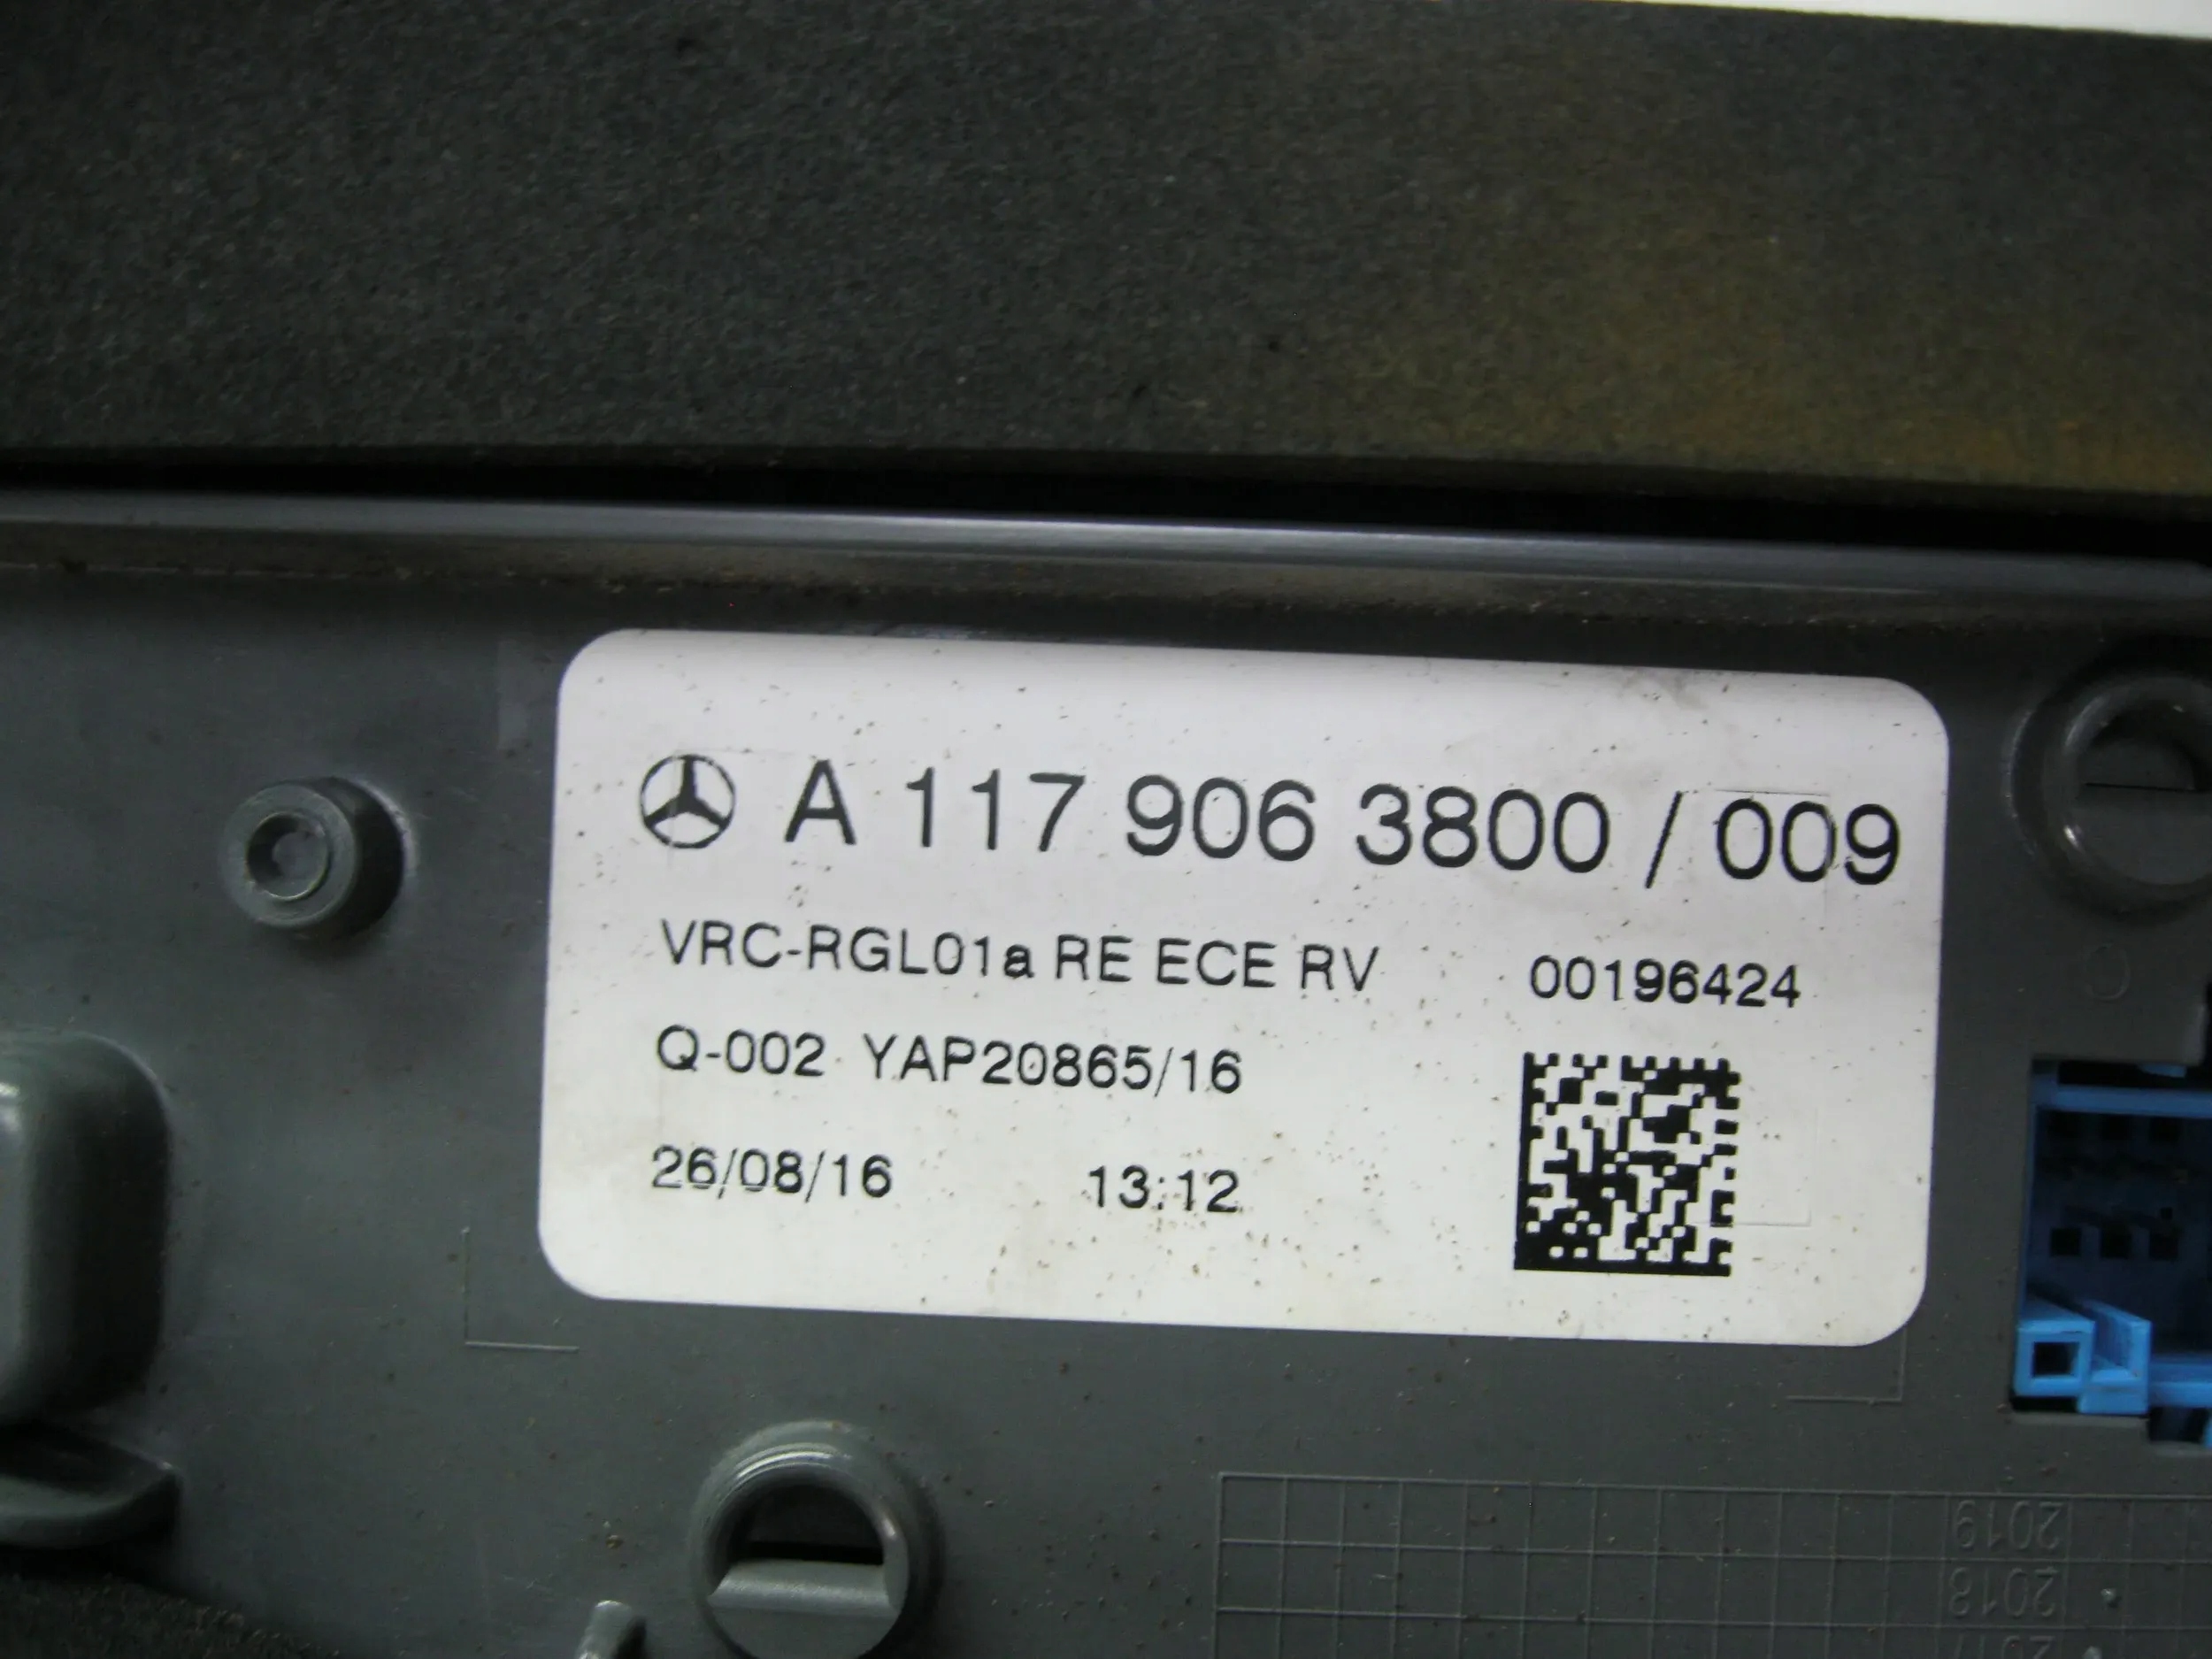 A 117 906 3800 / 009
VRC-RGL01a RE ECE RV 00196424
Q-002 YAP20865/16
26/08/16 13:12
2019
2018
2017